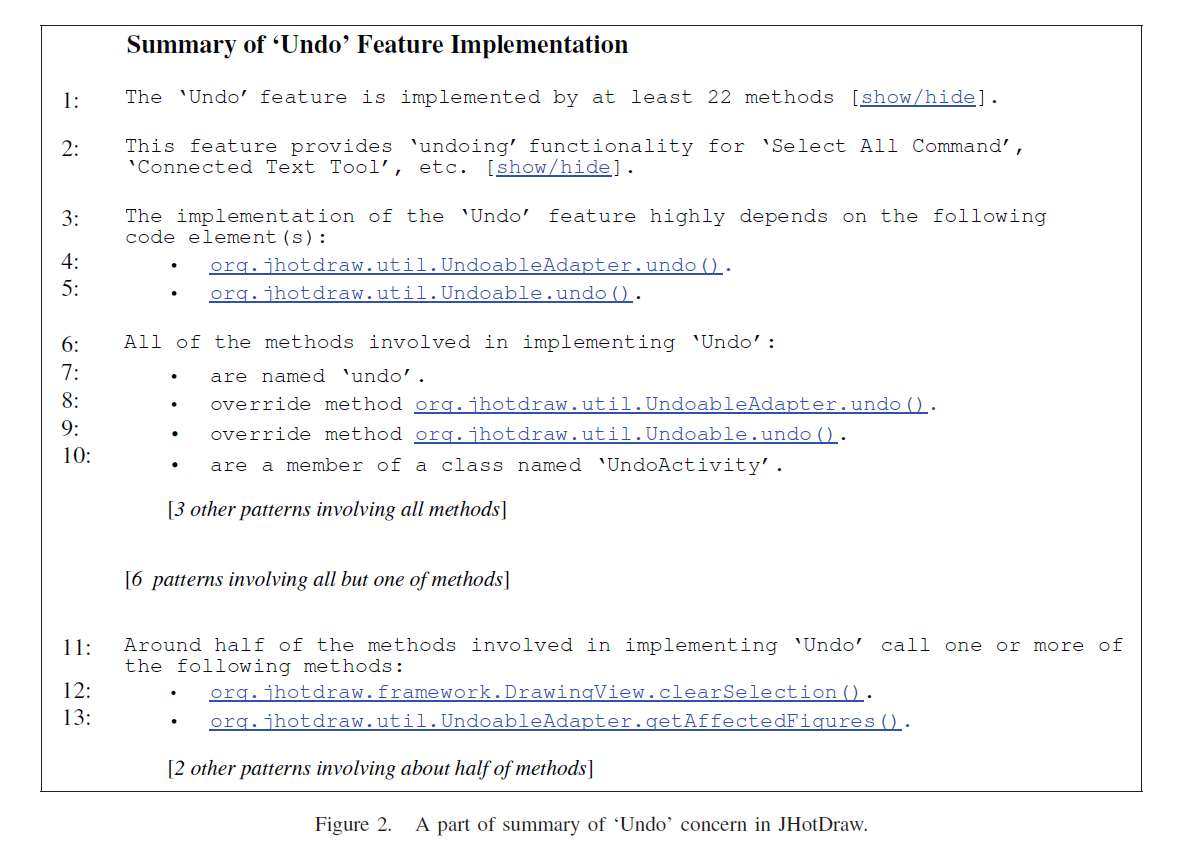 Summary of ‘Undo’ Feature Implementation
1: The ‘Undo’ feature is implemented by at least 22 methods [show/hide].
2: This feature provides ‘undoing’ functionality for ‘Select All Command’,
‘Connected Text Tool’, etc. [show/hide].
3: The implementation of the ‘Undo’ feature highly depends on the following
code element(s):
4: • org.jhotdraw.util.UndoableAdapter.undo().
5: • org.jhotdraw.util.Undoable.undo().
6: All of the methods involved in implementing ‘Undo’:
7: • are named ‘undo’.
8: • override method org.jhotdraw.util.UndoableAdapter.undo().
9: • override method org.jhotdraw.util.Undoable.undo().
10: • are a member of a class named ‘UndoActivity’.
[3 other patterns involving all methods]
[6 patterns involving all but one of methods]
11: Around half of the methods involved in implementing ‘Undo’ call one or more of
the following methods:
12: • org.jhotdraw.framework.DrawingView.clearSelection().
13: • org.jhotdraw.util.UndoableAdapter.getAffectedFigures().
[2 other patterns involving about half of methods]
Figure 2. A part of summary of ‘Undo’ concern in JHotDraw.